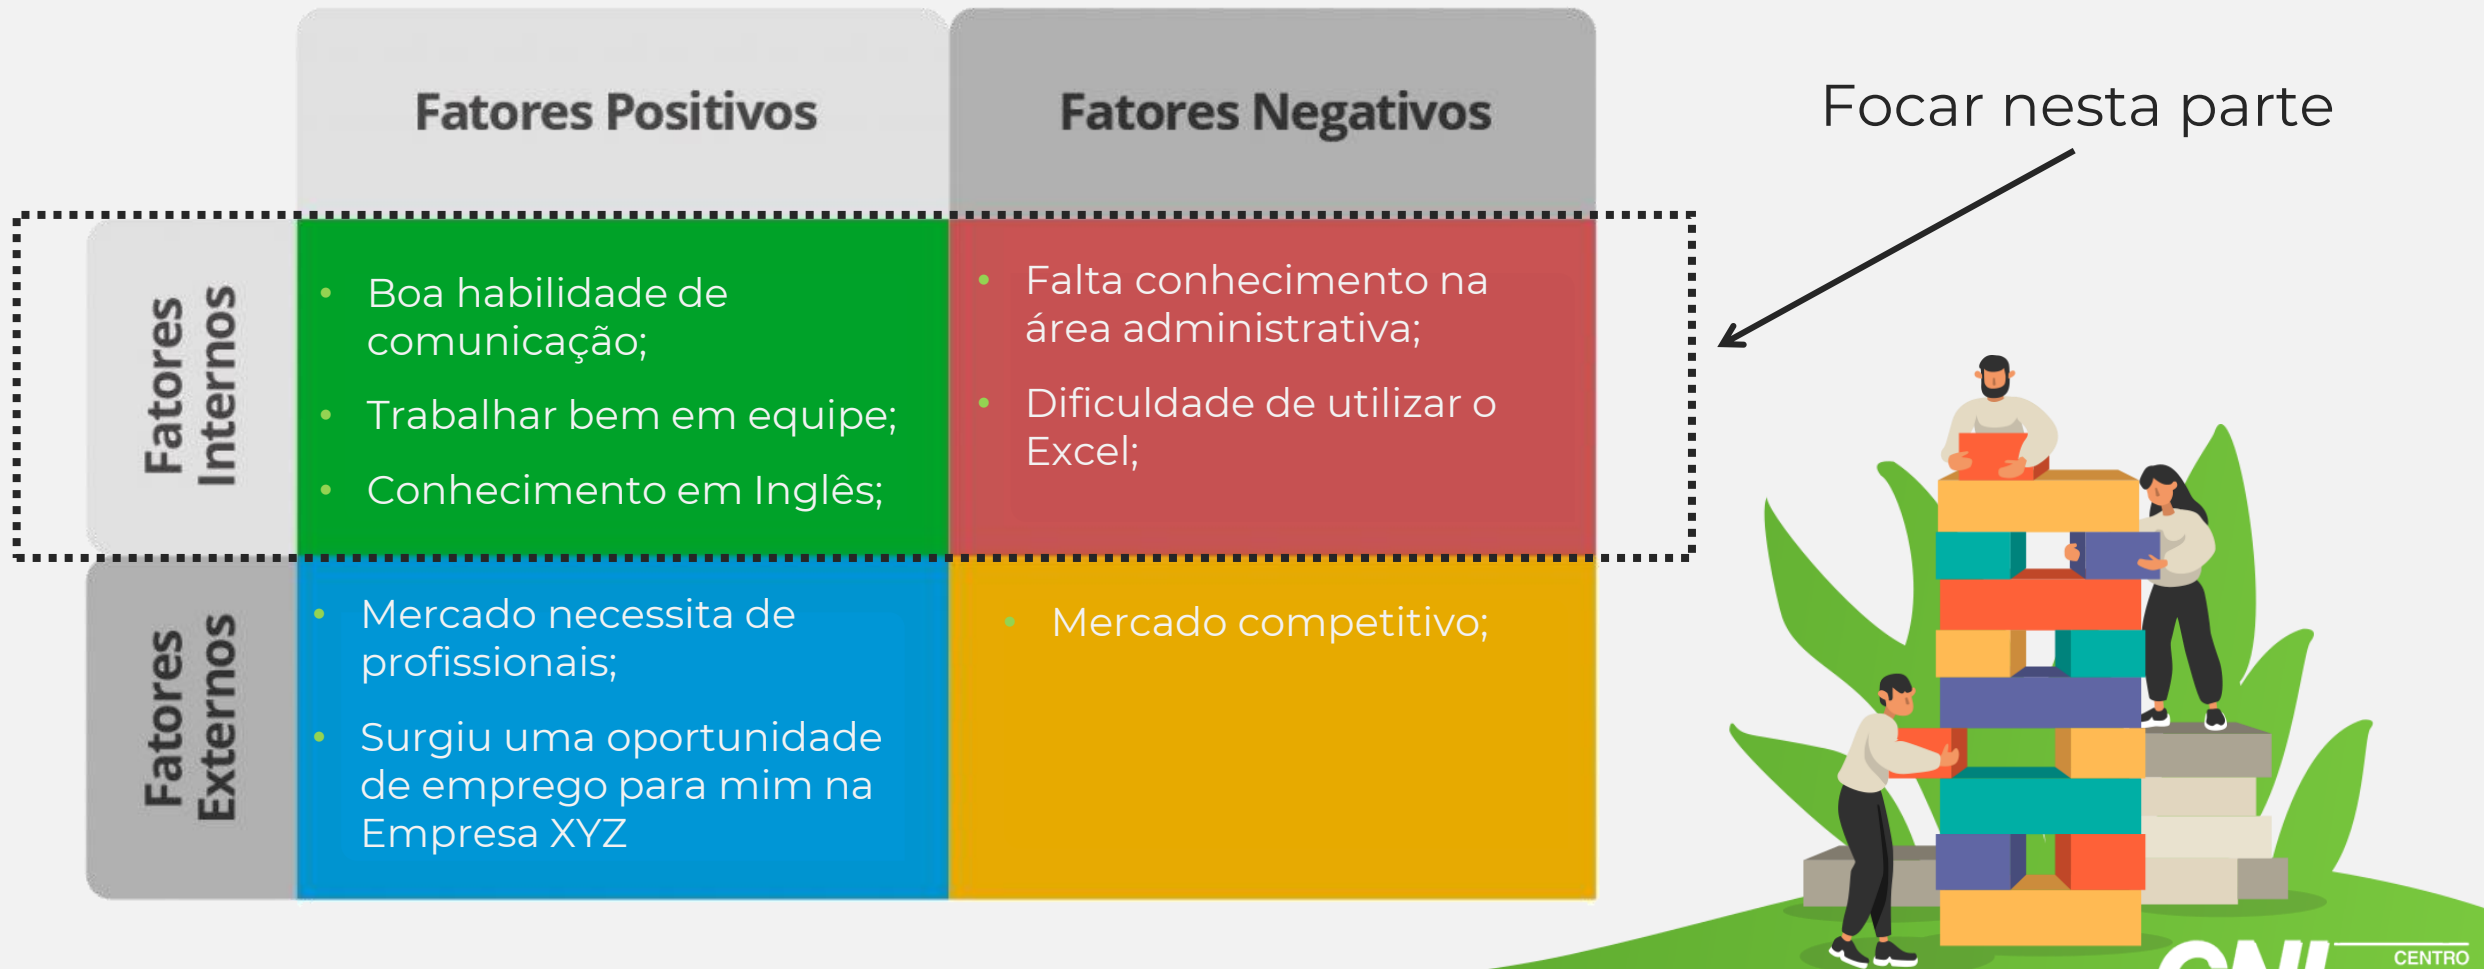 Fatores Positivos
Fatores Negativos
Focar nesta parte
Fatores
Internos
• Boa habilidade de
comunicação;
• Trabalhar bem em equipe;
• Conhecimento em Inglês;
• Falta conhecimento na
área administrativa;
• Dificuldade de utilizar o
Excel;
Fatores
Externos
• Mercado necessita de
profissionais;
• Surgiu uma oportunidade
de emprego para mim na
Empresa XYZ
• Mercado competitivo;
CENTRO